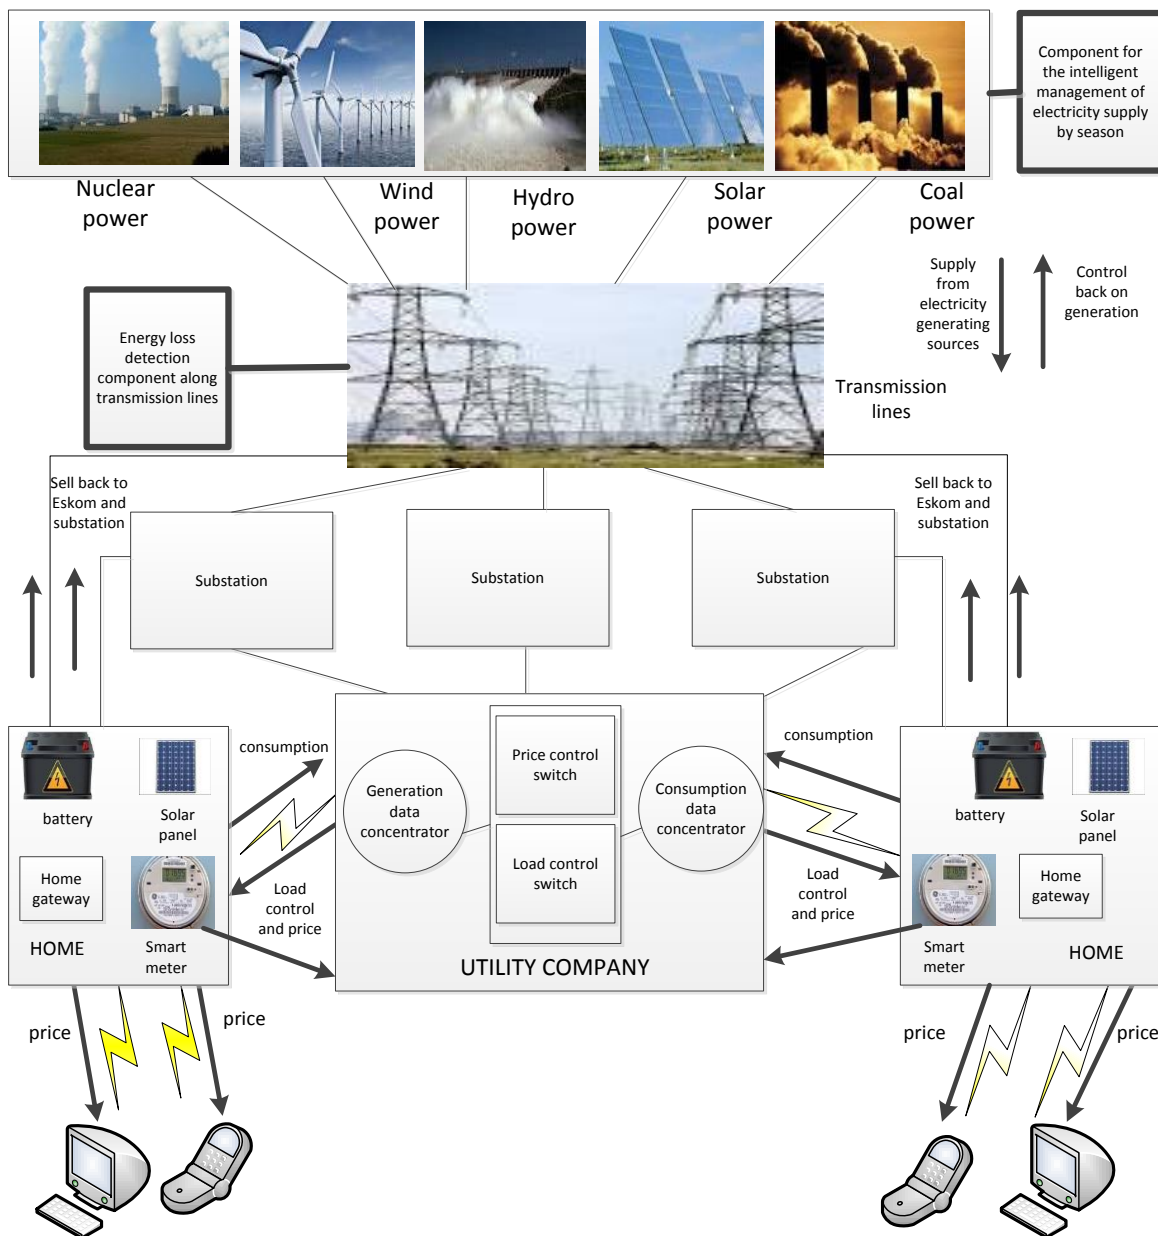 Component for
the intelligent
management of
electricity supply
by season
Nuclear
power
Wind
power
Hydro
power
Solar
power
Coal
power
Supply
from
electricity
generating
sources
Control
back on
generation
Energy loss
detection
component along
transmission lines
Transmission
lines
Sell back to
Eskom and
substation
Sell back to
Eskom and
substation
Substation
Substation
Substation
consumption
consumption
Price control
switch
Generation
data
concentrator
Consumption
data
concentrator
Load control
switch
battery
Solar
panel
battery
Solar
panel
Home
gateway
Home
gateway
Load
control
and price
Load
control
and price
HOME
Smart
meter
UTILITY COMPANY
Smart
meter
HOME
price
price
price
price